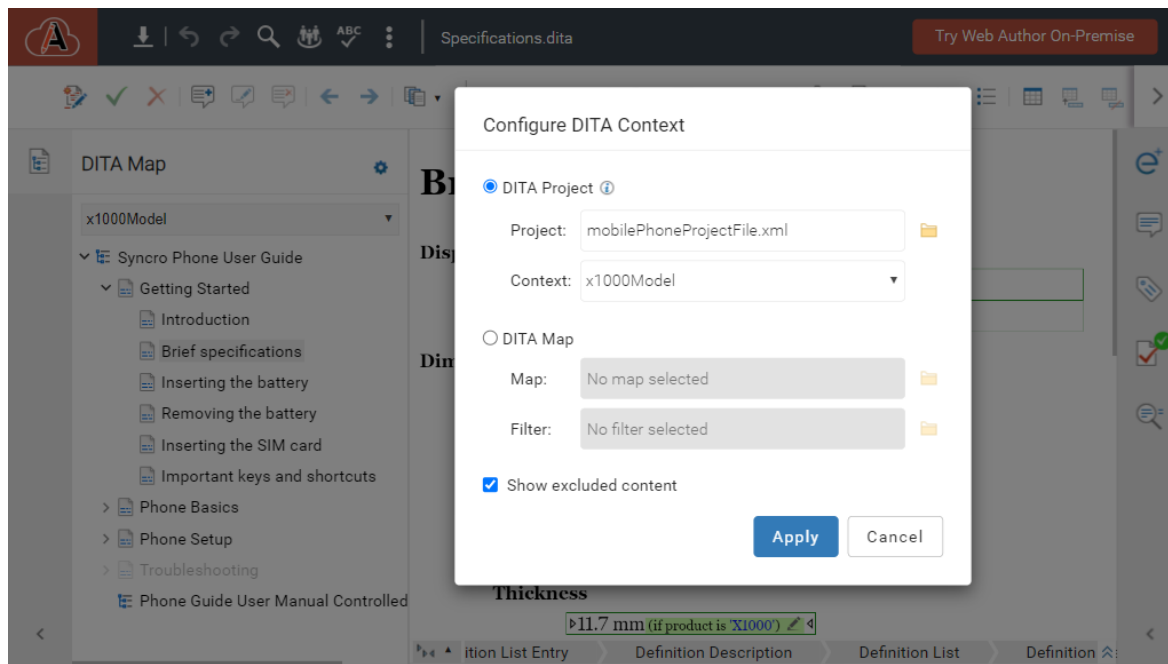 Specifications.dita
Try Web Author On-Premise
ABC
Configure DITA Context
DITA Map
DITA Project
x1000Model
Project: mobilePhoneProjectFile.xml
Syncro Phone User Guide
Context: x1000Model
Getting Started
Introduction
DITA Map
Brief specifications
Map: No map selected
Inserting the battery
Removing the battery
Filter: No filter selected
Inserting the SIM card
Important keys and shortcuts
Show excluded content
Phone Basics
Phone Setup
Apply Cancel
Troubleshooting
Thickness
Phone Guide User Manual Controlled
11.7 mm (if product is 'X1000')
ition List Entry Definition Description Definition List Definition